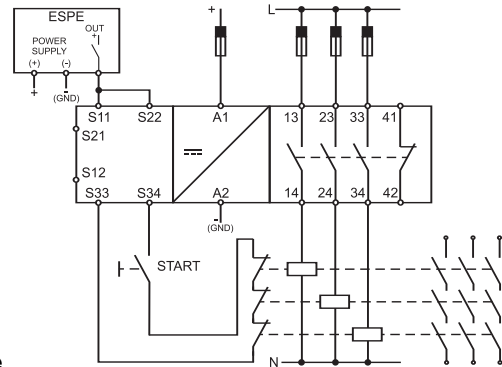 ESPE
OUT
+
POWER
SUPPLY
(+) (-)
+
- (GND)
+
L
S11 S22 A1 13 23 33 41
S21
S12
S33 S34 A2 14 24 34 42
- (GND)
START
N
e